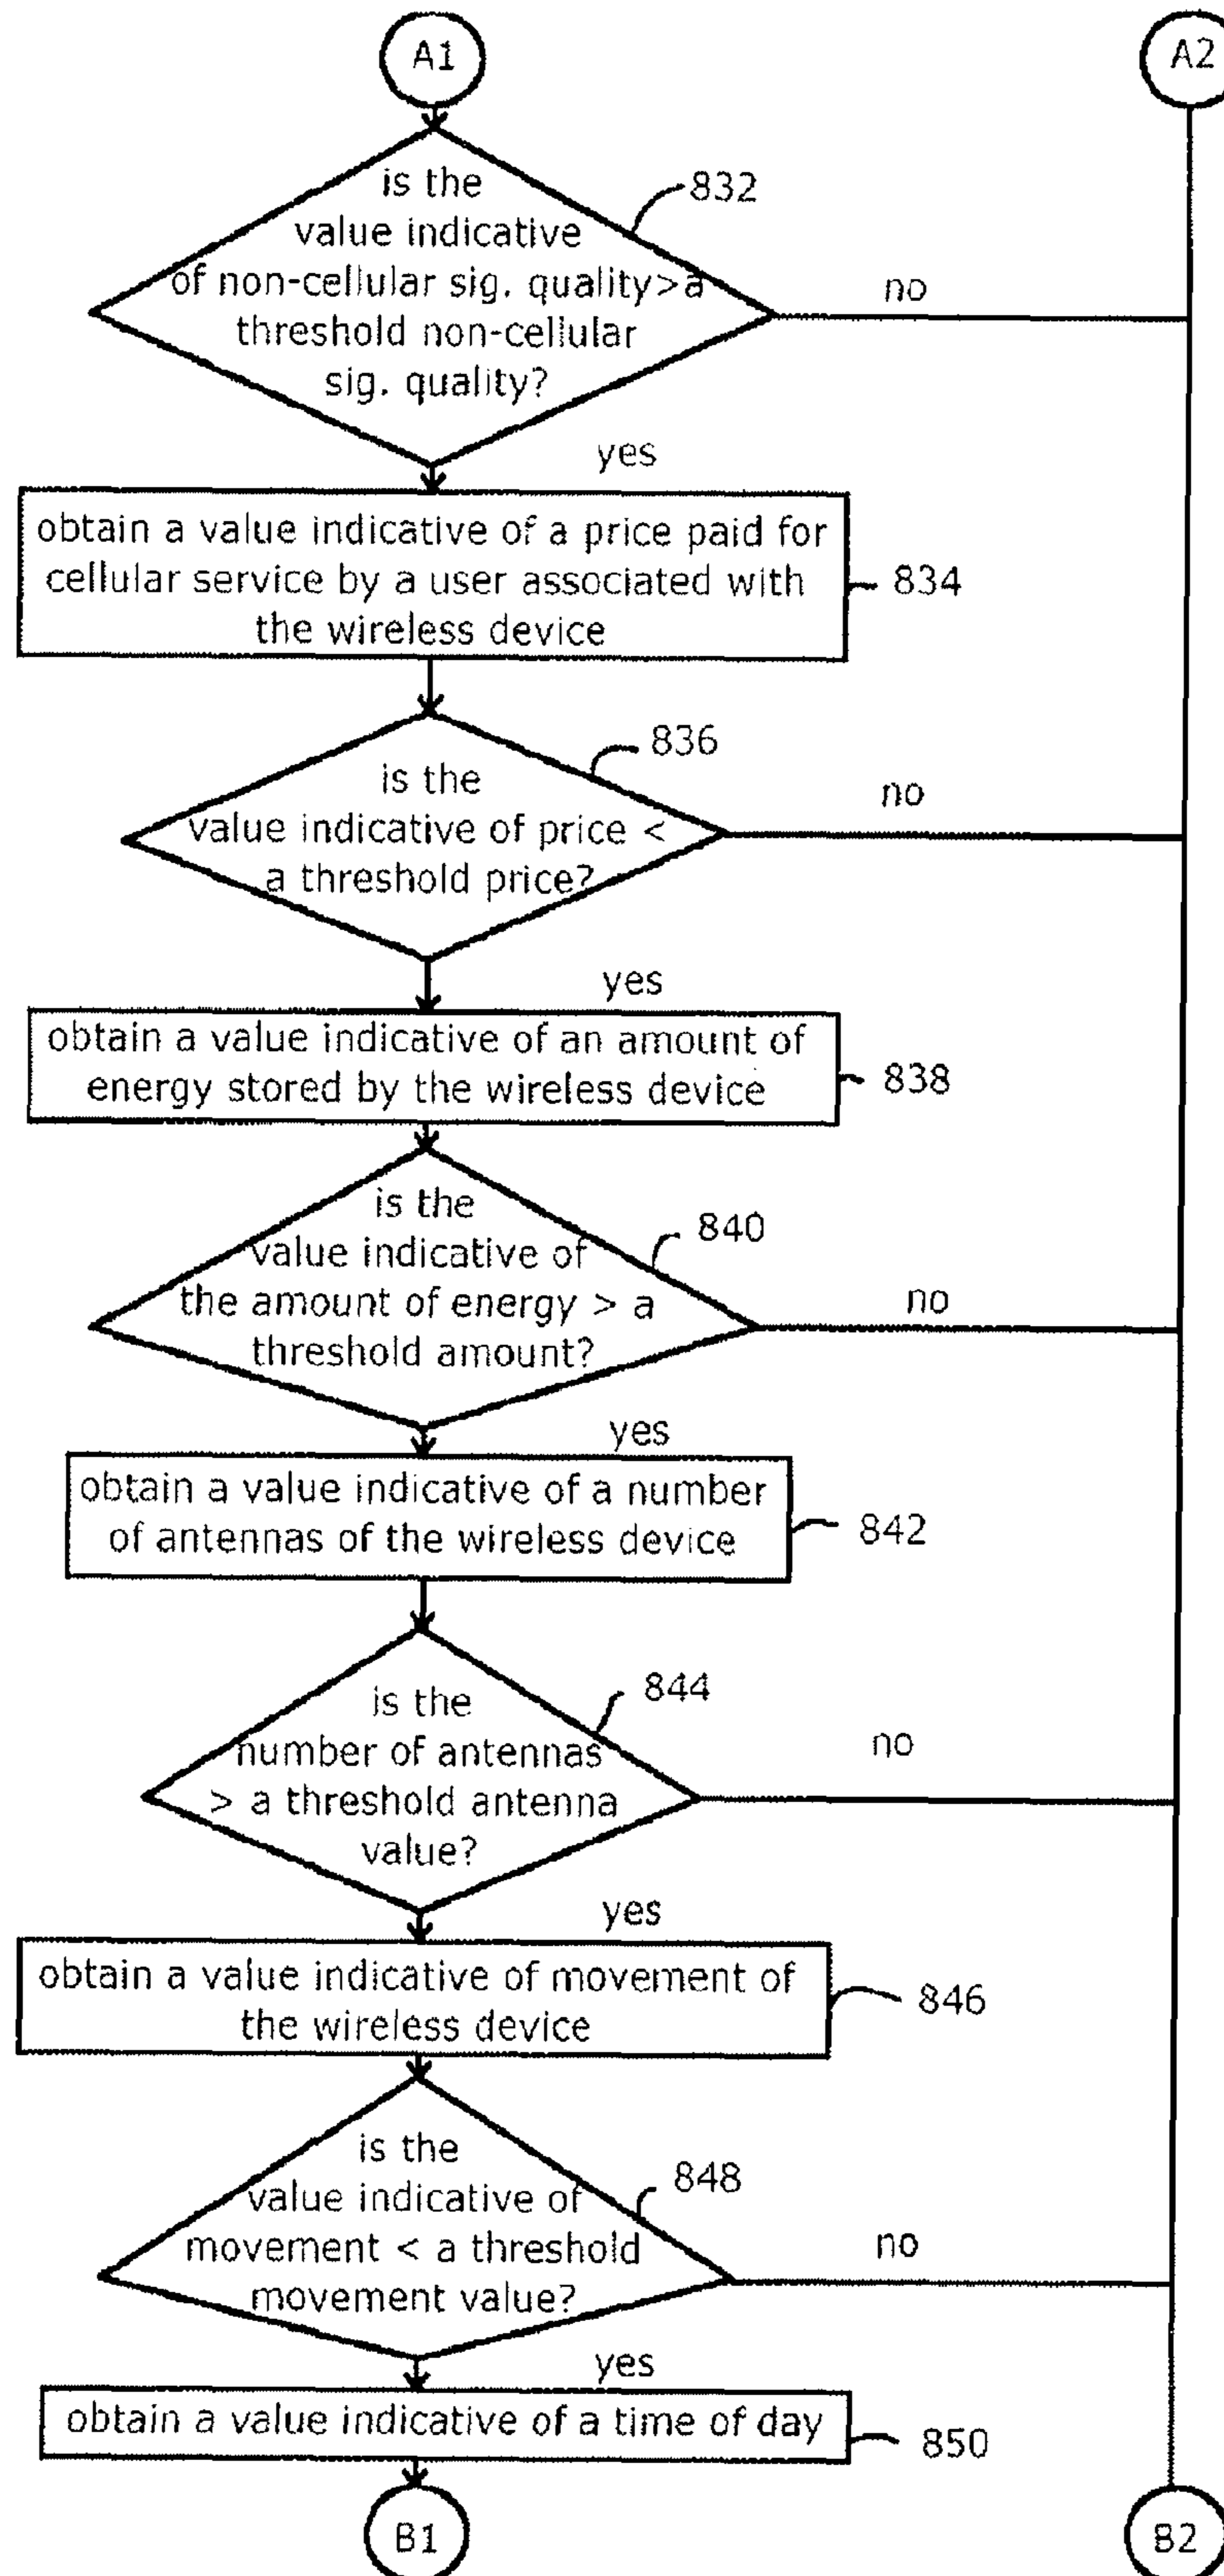 A1
A2
is the
value indicative
of non-cellular sig. quality>a
threshold non-cellular
sig. quality?
832
no
yes
obtain a value indicative of a price paid for
cellular service by a user associated with
the wireless device
834
is the
value indicative of price <
a threshold price?
836
no
yes
obtain a value indicative of an amount of
energy stored by the wireless device
838
is the
value indicative of
the amount of energy > a
threshold amount?
840
no
yes
obtain a value indicative of a number
of antennas of the wireless device
842
is the
number of antennas
> a threshold antenna
value?
844
no
yes
obtain a value indicative of movement of
the wireless device
846
is the
value indicative of
movement < a threshold
movement value?
848
no
yes
obtain a value indicative of a time of day
850
B1
B2